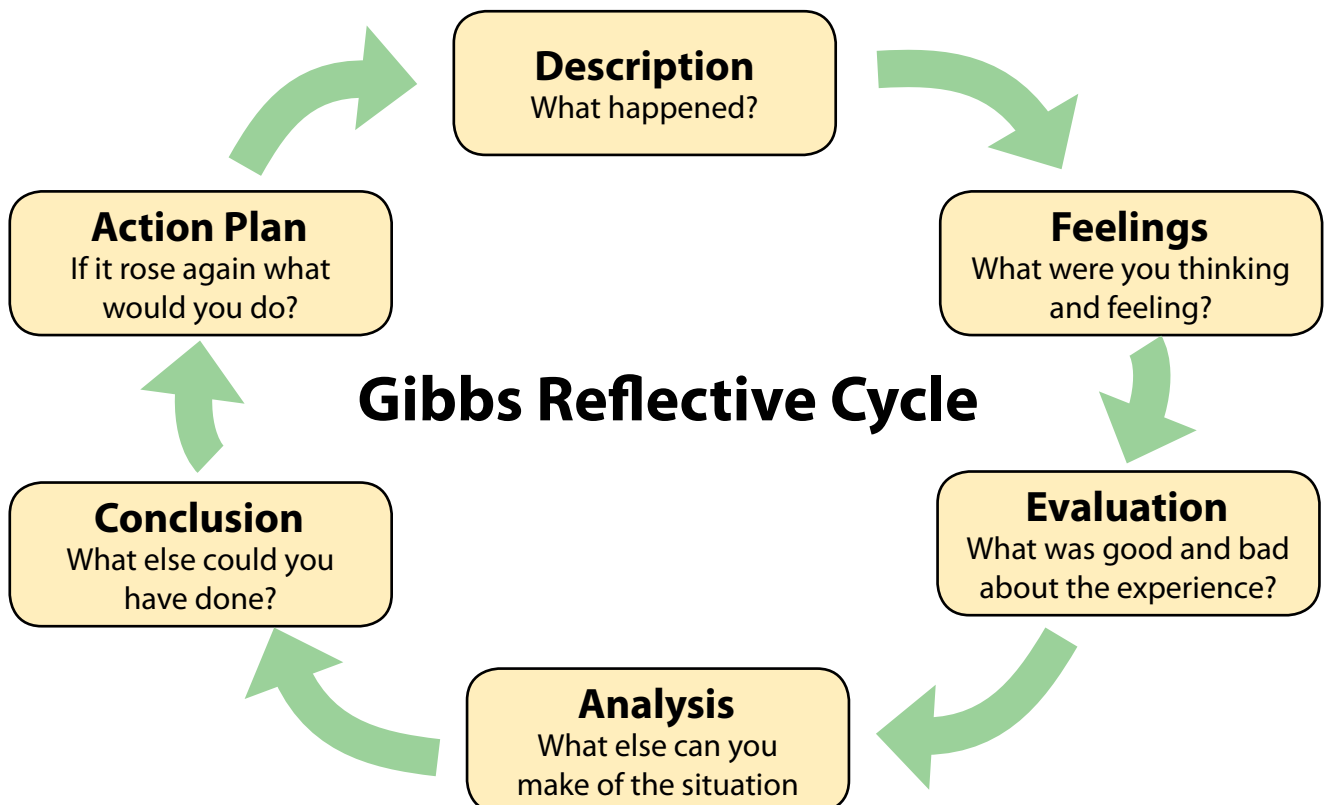 Description
What happened?
Feelings
What were you thinking
and feeling?
Evaluation
What was good and bad
about the experience?
Analysis
What else can you
make of the situation
Conclusion
What else could you
have done?
Action Plan
If it rose again what
would you do?
Gibbs Reflective Cycle